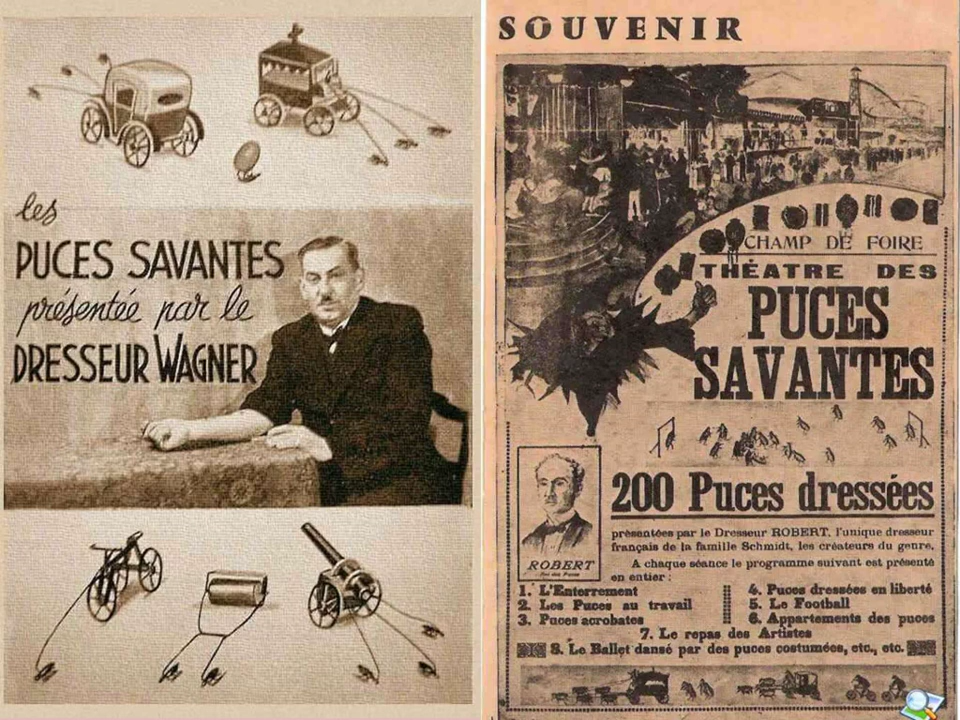 les
PUCES SAVANTES
présentée par le
DRESSEUR WAGNER
SOUVENIR
CHAMP DE FOIRE
THÉATRE DES
PUCES
SAVANTES
200 Puces dressées
présentées par le Dresseur ROBERT, l'unique dresseur
français de la famille Schmidt, les créateurs du genre.
A chaque séance le programme suivant est présenté
en entier :
ROBERT
Roi des Puces
1. L'Enterrement
2. Les Puces au travail
3. Puces acrobates
4. Puces dressées en liberté
5. Le Football
6. Appartements des puces
7. Le repas des Artistes
8. Le Ballet dansé par des puces costumées, etc., etc.